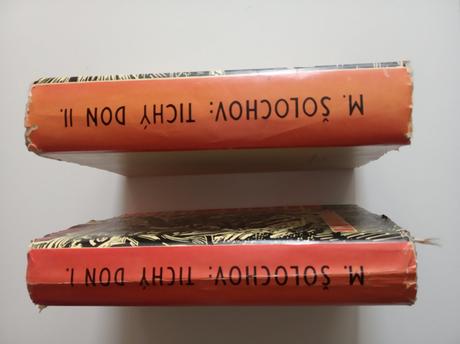 M. ŠOLOCHOV: TICHÝ DON II.
M. ŠOLOCHOV: TICHÝ DON I.